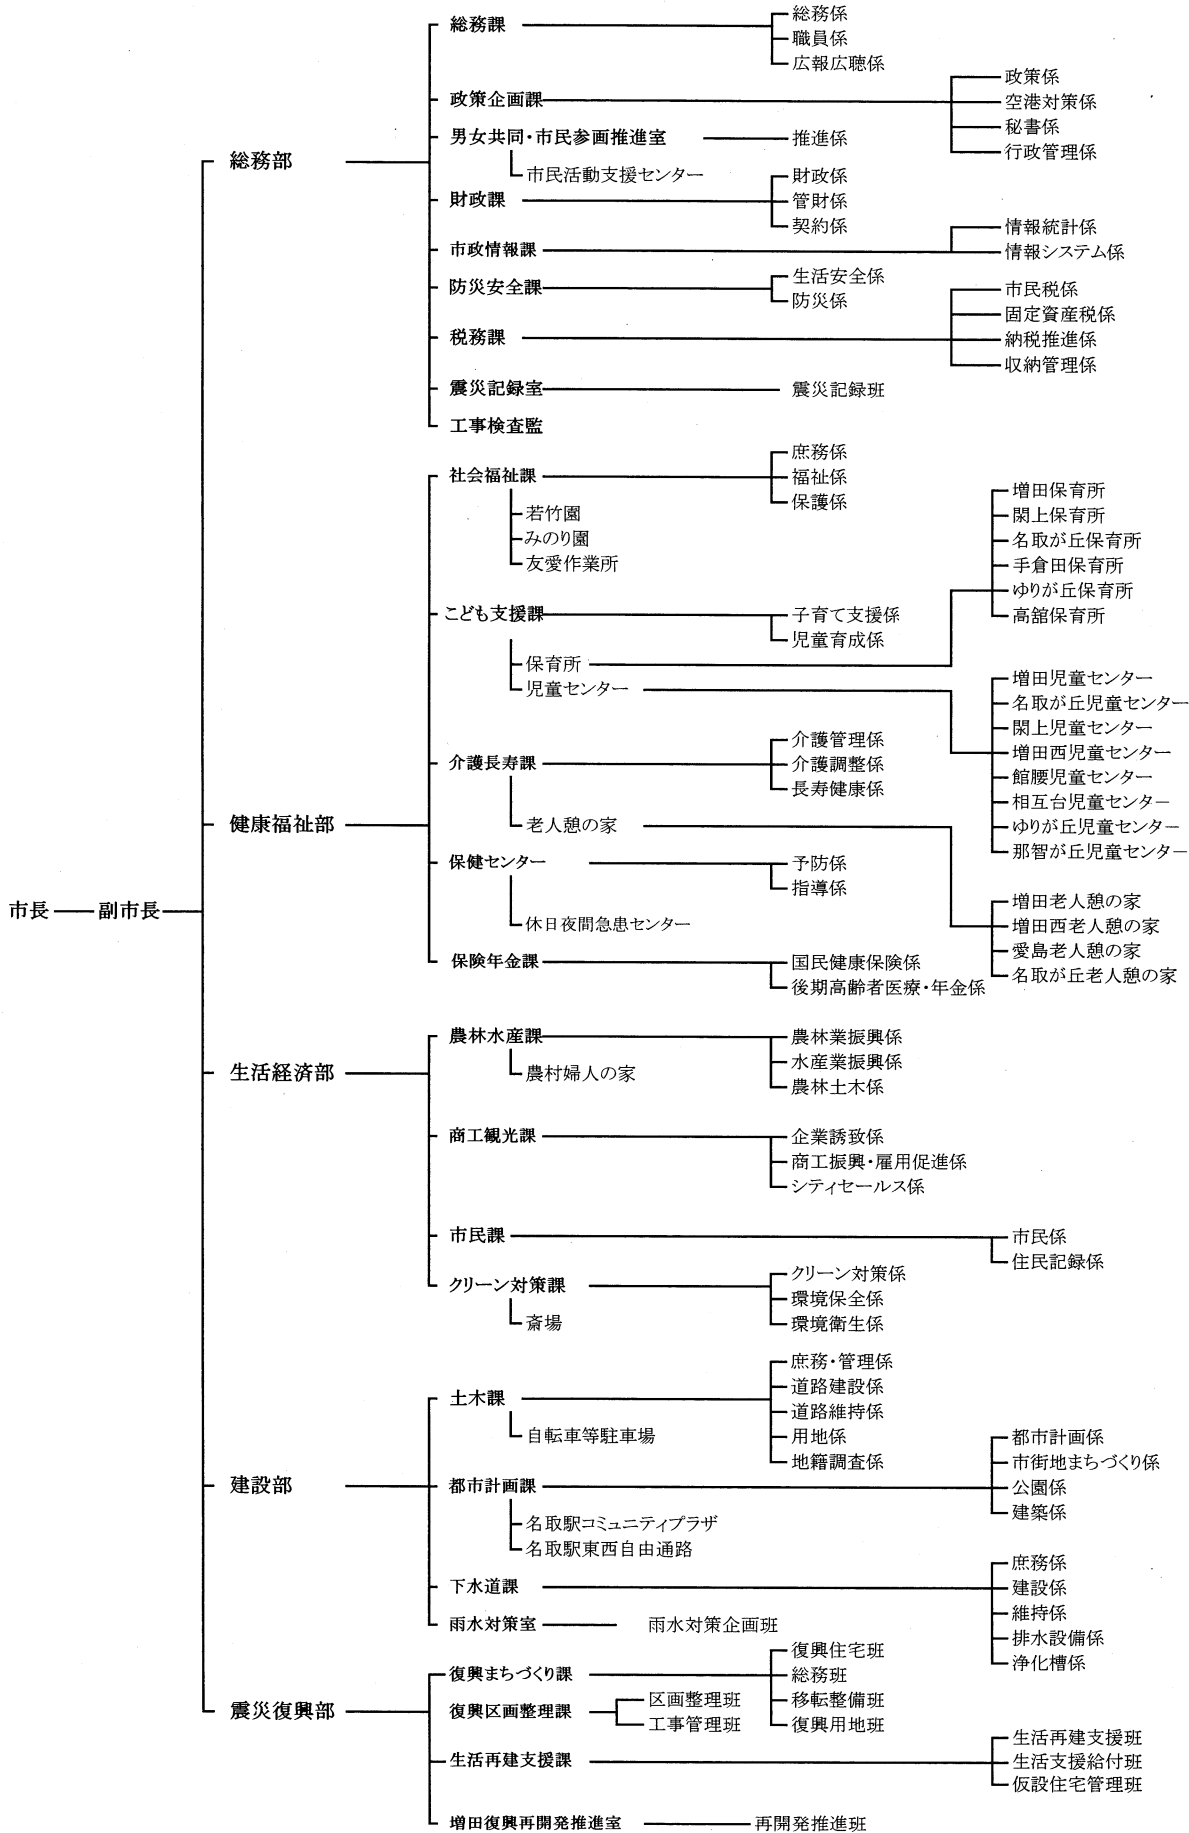 市長
副市長
総務部
総務課
総務係
職員係
広報広聴係
政策企画課
政策係
空港対策係
秘書係
行政管理係
男女共同・市民参画推進室
推進係
市民活動支援センター
財政課
財政係
管財係
契約係
市政情報課
情報統計係
情報システム係
防災安全課
生活安全係
防災係
税務課
市民税係
固定資産税係
納税推進係
収納管理係
震災記録室
震災記録班
工事検査監
健康福祉部
社会福祉課
庶務係
福祉係
保護係
若竹園
みのり園
友愛作業所
こども支援課
子育て支援係
児童育成係
保育所
増田保育所
閖上保育所
名取が丘保育所
手倉田保育所
ゆりが丘保育所
高舘保育所
児童センター
増田児童センター
名取が丘児童センター
閖上児童センター
増田西児童センター
館腰児童センター
相互台児童センター
ゆりが丘児童センター
那智が丘児童センター
介護長寿課
介護管理係
介護調整係
長寿健康係
老人憩の家
増田老人憩の家
増田西老人憩の家
愛島老人憩の家
名取が丘老人憩の家
保健センター
予防係
指導係
休日夜間急患センター
保険年金課
国民健康保険係
後期高齢者医療・年金係
生活経済部
農林水産課
農林業振興係
水産業振興係
農林土木係
農村婦人の家
商工観光課
企業誘致係
商工振興・雇用促進係
シティセールス係
市民課
市民係
住民記録係
クリーン対策課
クリーン対策係
環境保全係
環境衛生係
斎場
建設部
土木課
庶務・管理係
道路建設係
道路維持係
用地係
地籍調査係
自転車等駐車場
都市計画課
都市計画係
市街地まちづくり係
公園係
建築係
名取駅コミュニティプラザ
名取駅東西自由通路
下水道課
庶務係
建設係
維持係
排水設備係
浄化槽係
雨水対策室
雨水対策企画班
震災復興部
復興まちづくり課
復興住宅班
総務班
移転整備班
復興用地班
復興区画整理課
区画整理班
工事管理班
生活再建支援課
生活再建支援班
生活支援給付班
仮設住宅管理班
増田復興再開発推進室
再開発推進班